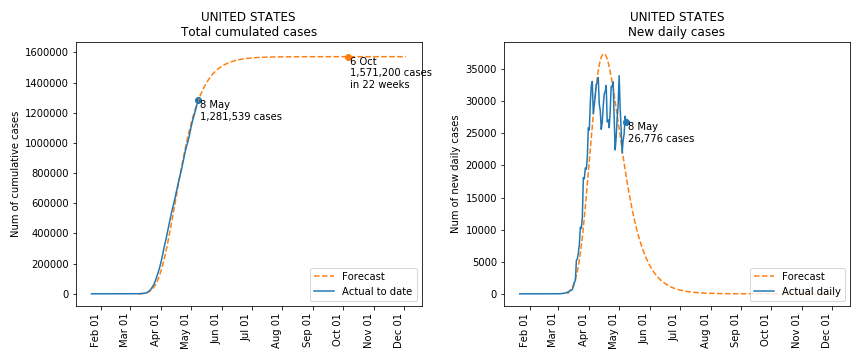 UNITED STATES
Total cumulated cases
Num of cumulative cases
1600000
1400000
1200000
1000000
800000
600000
400000
200000
0
6 Oct
1,571,200 cases
in 22 weeks
8 May
1,281,539 cases
Forecast
Actual to date
Feb 01
Mar 01
Apr 01
May 01
Jun 01
Jul 01
Aug 01
Sep 01
Oct 01
Nov 01
Dec 01
UNITED STATES
New daily cases
Num of new daily cases
35000
30000
25000
20000
15000
10000
5000
0
8 May
26,776 cases
Forecast
Actual daily
Feb 01
Mar 01
Apr 01
May 01
Jun 01
Jul 01
Aug 01
Sep 01
Oct 01
Nov 01
Dec 01